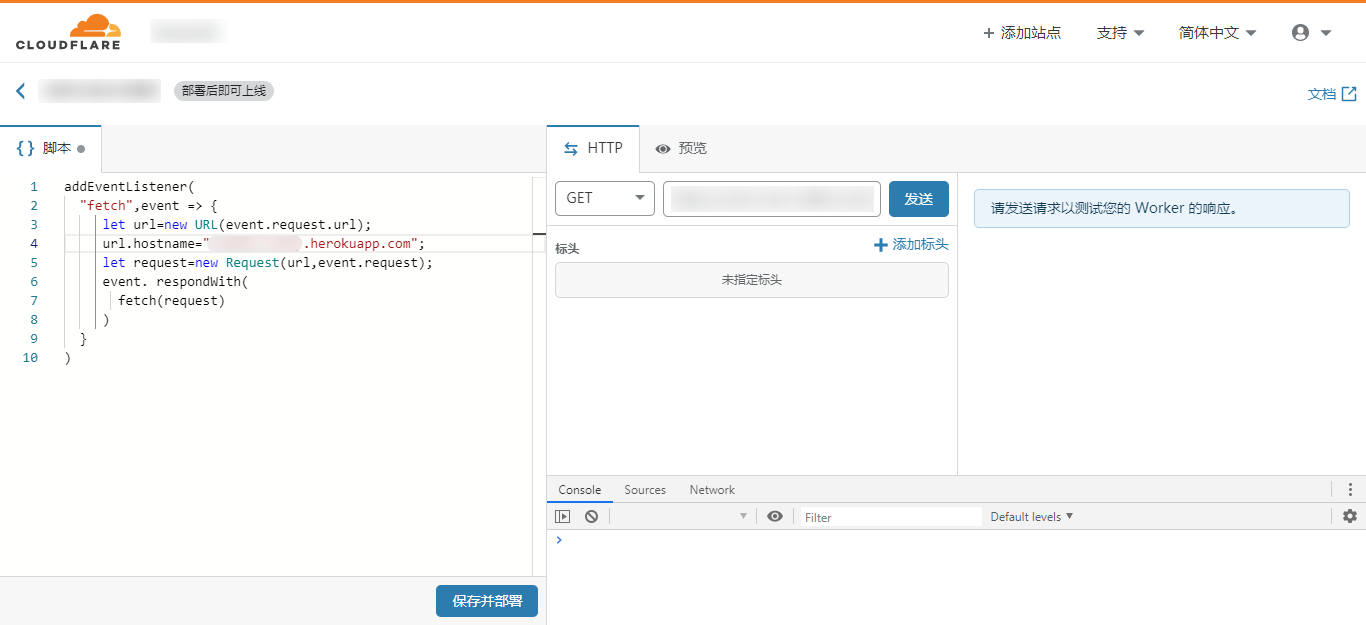 CLOUDFLARE
添加站点 支持 简体中文
部署后即可上线
文档
{} 脚本
HTTP 预览
1 addEventListener(
2 "fetch",event => {
3 let url=new URL(event.request.url);
4 url.hostname=" .herokuapp.com";
5 let request=new Request(url,event.request);
6 event. respondWith(
7 fetch(request)
8 )
9 }
10 )
保存并部署
GET 发送
标头 添加标头
未指定标头
请发送请求以测试您的 Worker 的响应。
Console Sources Network
Filter Default levels